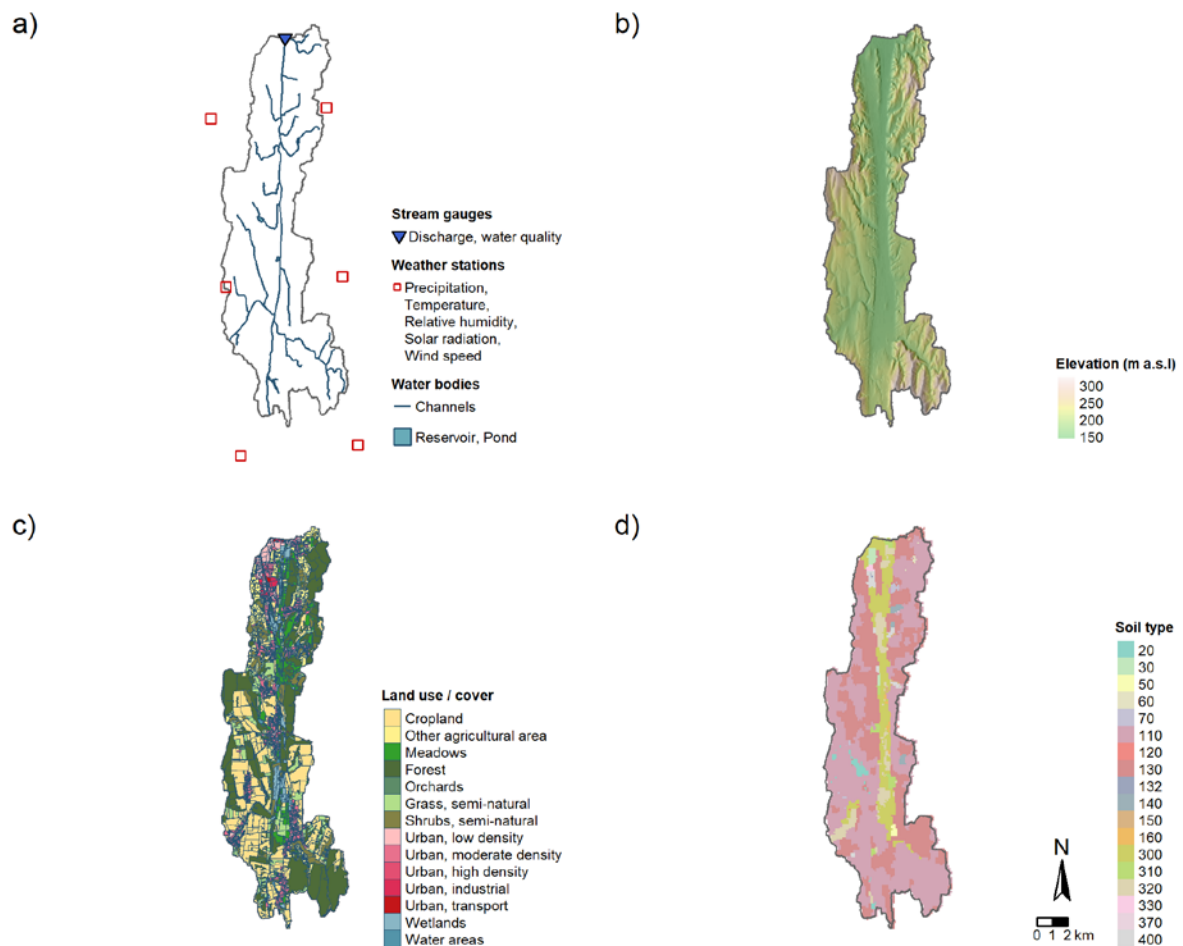 a)
Stream gauges
Discharge, water quality
Weather stations
Precipitation,
Temperature,
Relative humidity,
Solar radiation,
Wind speed
Water bodies
Channels
Reservoir, Pond
b)
Elevation (m a.s.l)
300
250
200
150
c)
Land use / cover
Cropland
Other agricultural area
Meadows
Forest
Orchards
Grass, semi-natural
Shrubs, semi-natural
Urban, low density
Urban, moderate density
Urban, high density
Urban, industrial
Urban, transport
Wetlands
Water areas
d)
Soil type
20
30
50
60
70
110
120
130
132
140
150
160
300
310
320
330
370
400
N
0 1 2 km